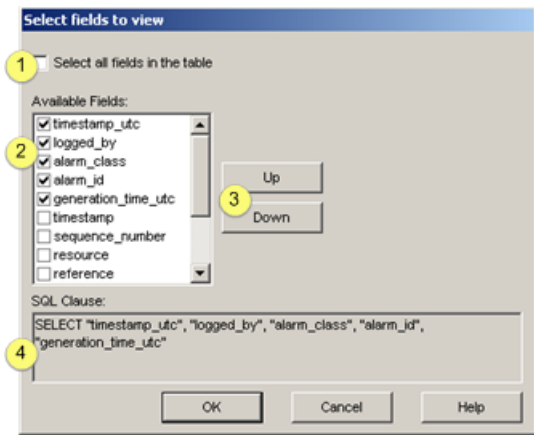 Select fields to view
1 Select all fields in the table
Available Fields:
timestamp_utc
2 logged_by
alarm_class
alarm_id
generation_time_utc
timestamp
sequence_number
resource
reference
Up
3
Down
SQL Clause:
SELECT "timestamp_utc", "logged_by", "alarm_class", "alarm_id",
"generation_time_utc"
4
OK Cancel Help